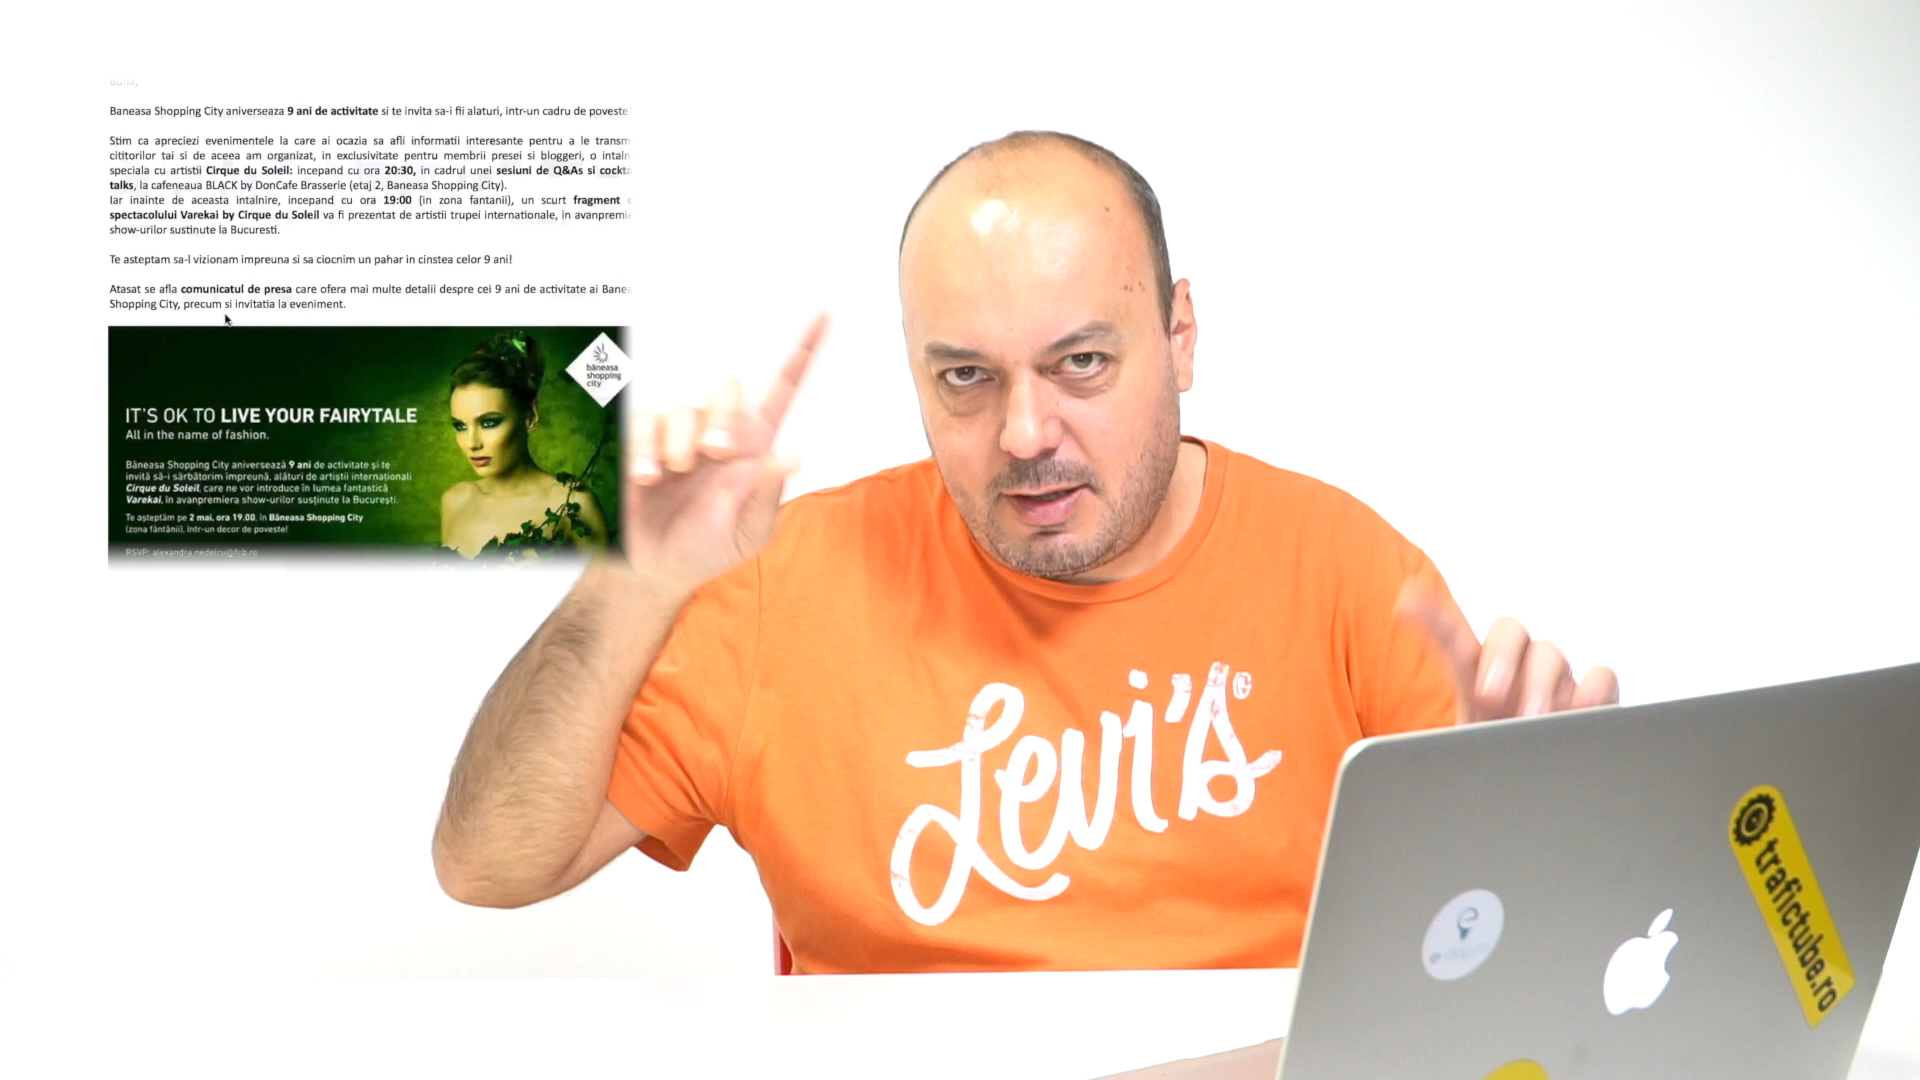 Buna,
Baneasa Shopping City aniverseaza 9 ani de activitate si te invita sa-i fii alaturi, intr-un cadru de poveste!
Stim ca apreciezi evenimentele la care ai ocazia sa afli informatii interesante pentru a le transm
cititorilor tai si de aceea am organizat, in exclusivitate pentru membrii presei si bloggeri, o intaln
speciala cu artistii Cirque du Soleil: incepand cu ora 20:30, in cadrul unei sesiuni de Q&As si cockta
talks, la cafeneaua BLACK by DonCafe Brasserie (etaj 2, Baneasa Shopping City).
Iar inainte de aceasta intalnire, incepand cu ora 19:00 (in zona fantanii), un scurt fragment
spectacolului Varekai by Cirque du Soleil va fi prezentat de artistii trupei internationale, in avanpremie
show-urilor sustinute la Bucuresti.
Te asteptam sa-l vizionam impreuna si sa ciocnim un pahar in cinstea celor 9 ani!
Atasat se afla comunicatul de presa care ofera mai multe detalii despre cei 9 ani de activitate ai Banea
Shopping City, precum si invitatia la eveniment.
băneasa
shopping
city
IT'S OK TO LIVE YOUR FAIRYTALE
All in the name of fashion.
Băneasa Shopping City aniversează 9 ani de activitate și te
invită să-i sărbătorim împreună, alături de artiștii internaționali
Cirque du Soleil, care ne vor introduce în lumea fantastică
Varekai, în avanpremiera show-urilor susținute la București.
Te așteptăm pe 2 mai, ora 19.00, în Băneasa Shopping City
(zona fântânii), într-un decor de poveste!
RSVP: alexandra.nedelcu@fcb.ro
Levi's
trafictube.ro